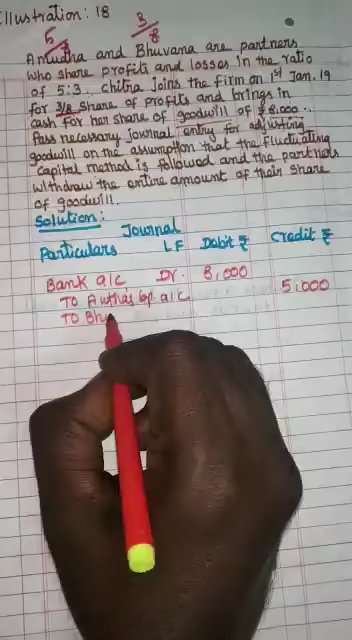 Illustration: 18
5/ 3/8
Anutha and Bhuvana are partners
who share profits and losses in the ratio
of 5:3.. chitra joins the firm on 1st Jan. 19
for 3/8 share of profits and brings in
cash for her share of goodwill of ₹ 8,000..
Pass necessary journal entry for adjusting
goodwill on the assumption that the fluctuating
capital method is followed and the partners
withdraw the entire amount of their share
of goodwill.
Solution:
Journal
Particulars LF Dabit ₹ Credit ₹
Bank a/c Dr. 8,000
To Authas Cap. a/c 5,000
To Bhu